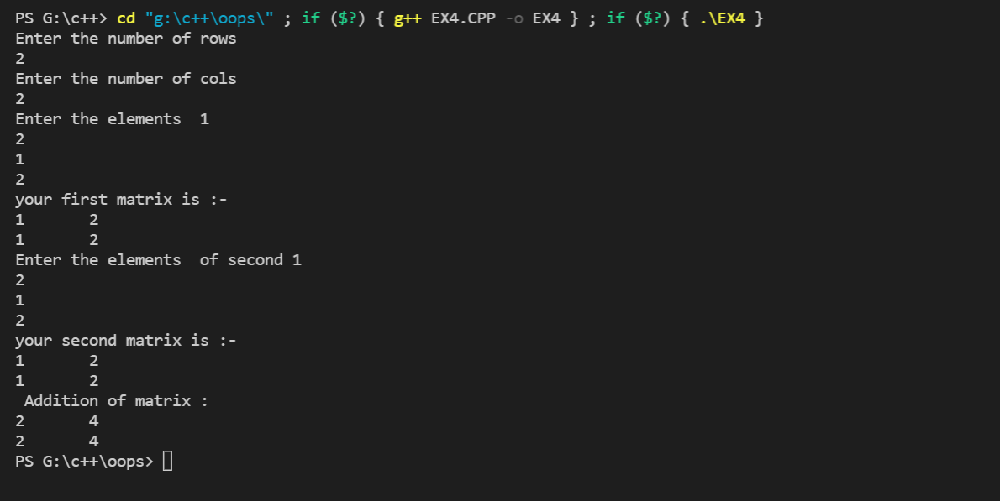 PS G:\c++> cd "g:\c++\oops\" ; if ($?) { g++ EX4.CPP -o EX4 } ; if ($?) { .\EX4 }
Enter the number of rows
2
Enter the number of cols
2
Enter the elements  1
2
1
2
your first matrix is :-
1       2
1       2
Enter the elements  of second 1
2
1
2
your second matrix is :-
1       2
1       2
 Addition of matrix :
2       4
2       4
PS G:\c++\oops>